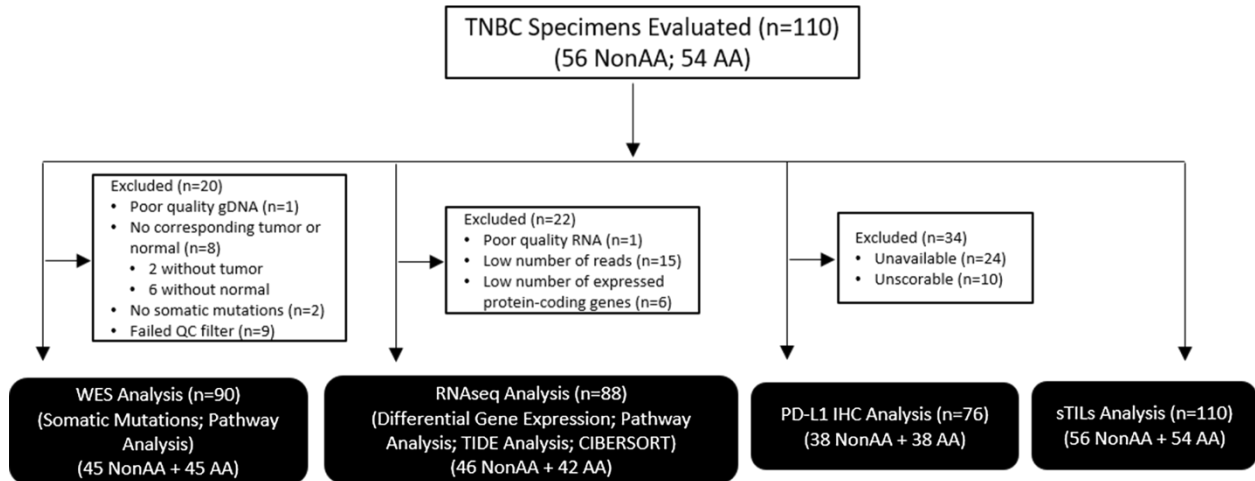 TNBC Specimens Evaluated (n=110)
(56 NonAA; 54 AA)
Excluded (n=20)
• Poor quality gDNA (n=1)
• No corresponding tumor or
normal (n=8)
• 2 without tumor
• 6 without normal
• No somatic mutations (n=2)
• Failed QC filter (n=9)
Excluded (n=22)
• Poor quality RNA (n=1)
• Low number of reads (n=15)
• Low number of expressed
protein-coding genes (n=6)
Excluded (n=34)
• Unavailable (n=24)
• Unscorable (n=10)
WES Analysis (n=90)
(Somatic Mutations; Pathway
Analysis)
(45 NonAA + 45 AA)
RNAseq Analysis (n=88)
(Differential Gene Expression; Pathway
Analysis; TIDE Analysis; CIBERSORT)
(46 NonAA + 42 AA)
PD-L1 IHC Analysis (n=76)
(38 NonAA + 38 AA)
sTILs Analysis (n=110)
(56 NonAA + 54 AA)